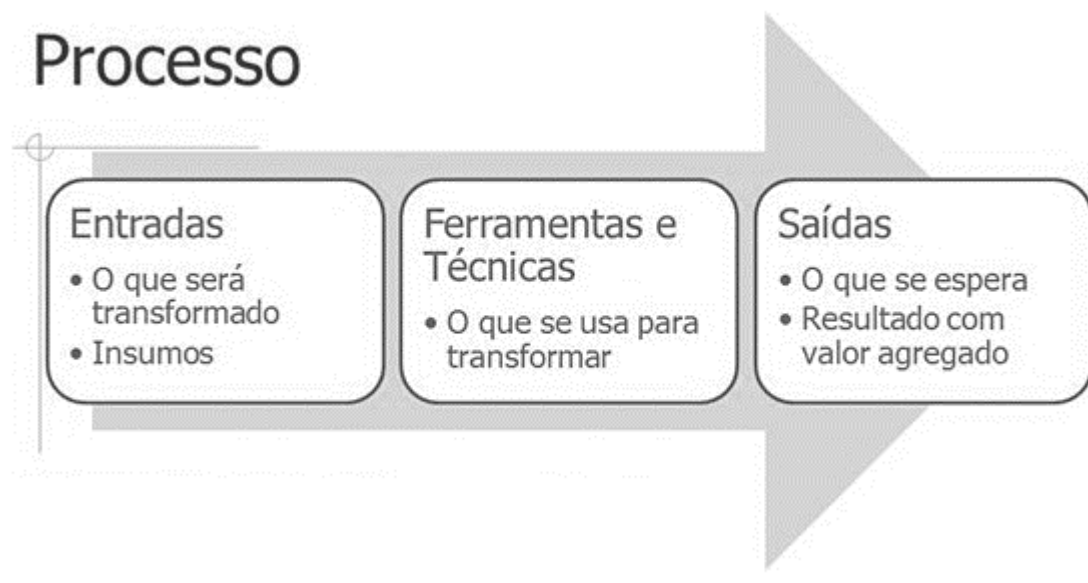 Processo
Entradas
• O que será
transformado
• Insumos
Ferramentas e
Técnicas
• O que se usa para
transformar
Saídas
• O que se espera
• Resultado com
valor agregado